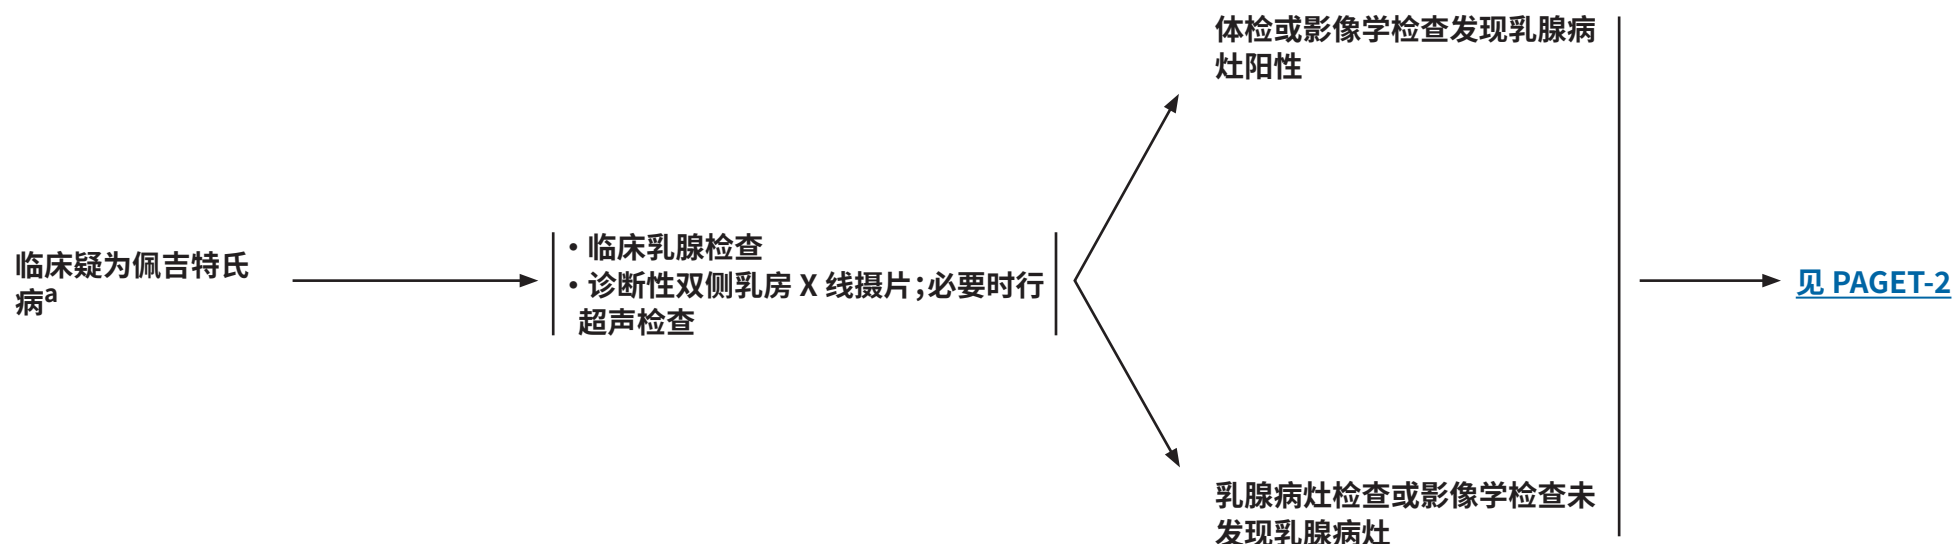 临床疑为佩吉特氏
病a
• 临床乳腺检查
• 诊断性双侧乳房 X 线摄片；必要时行
超声检查
体检或影像学检查发现乳腺病
灶阳性
乳腺病灶检查或影像学检查未
发现乳腺病灶
见 PAGET-2